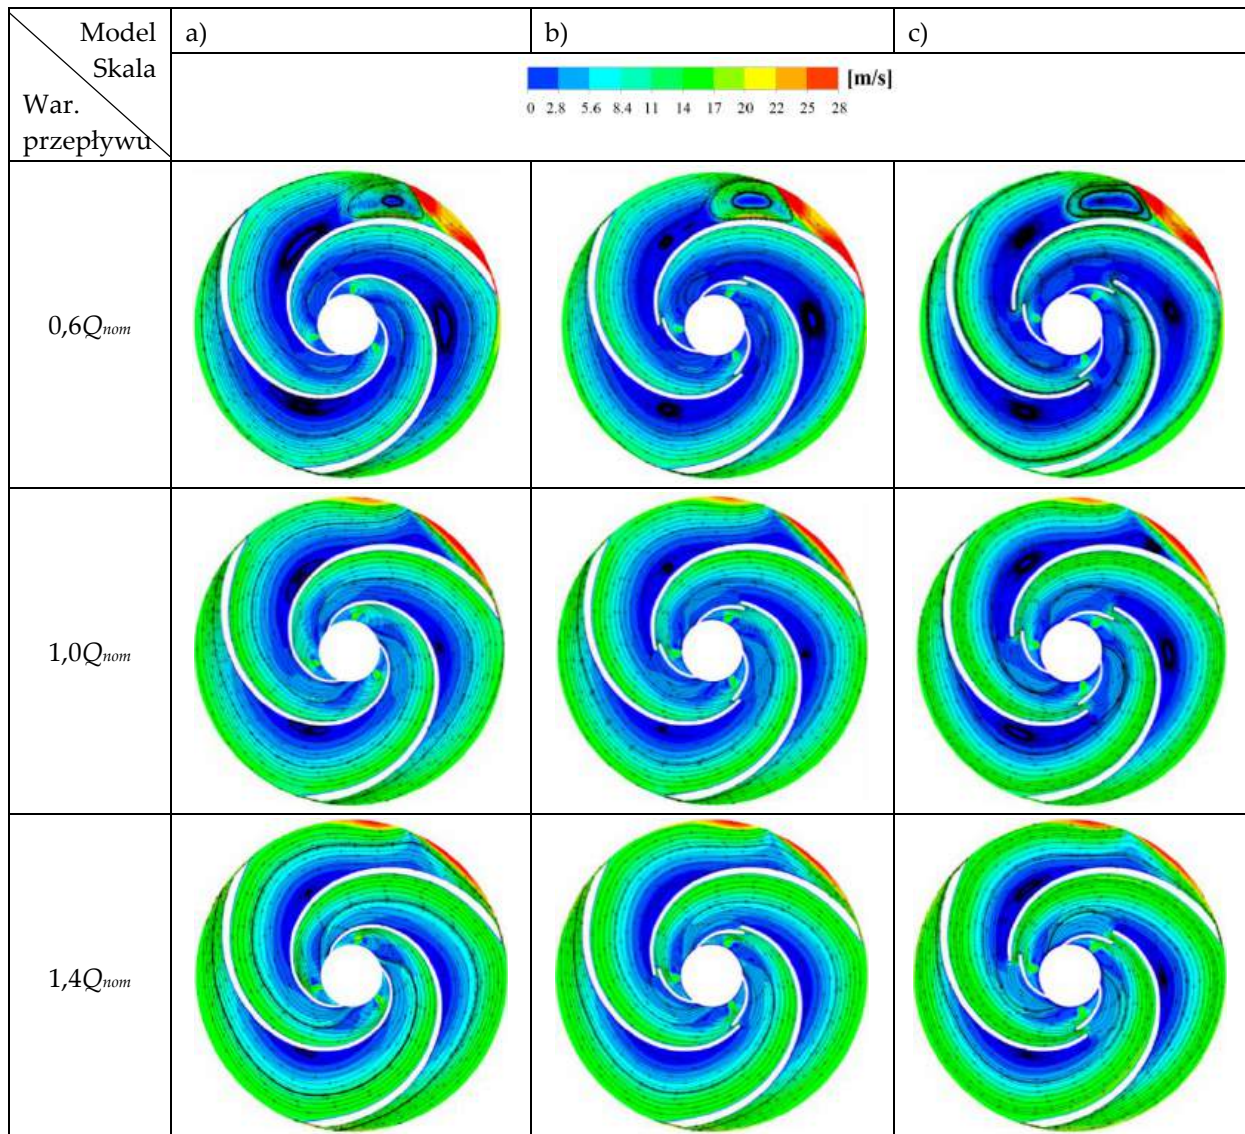 Model
Skala
War.
przepływu
a)
b)
c)
[m/s]
0 2.8 5.6 8.4 11 14 17 20 22 25 28
0,6Qnom
1,0Qnom
1,4Qnom